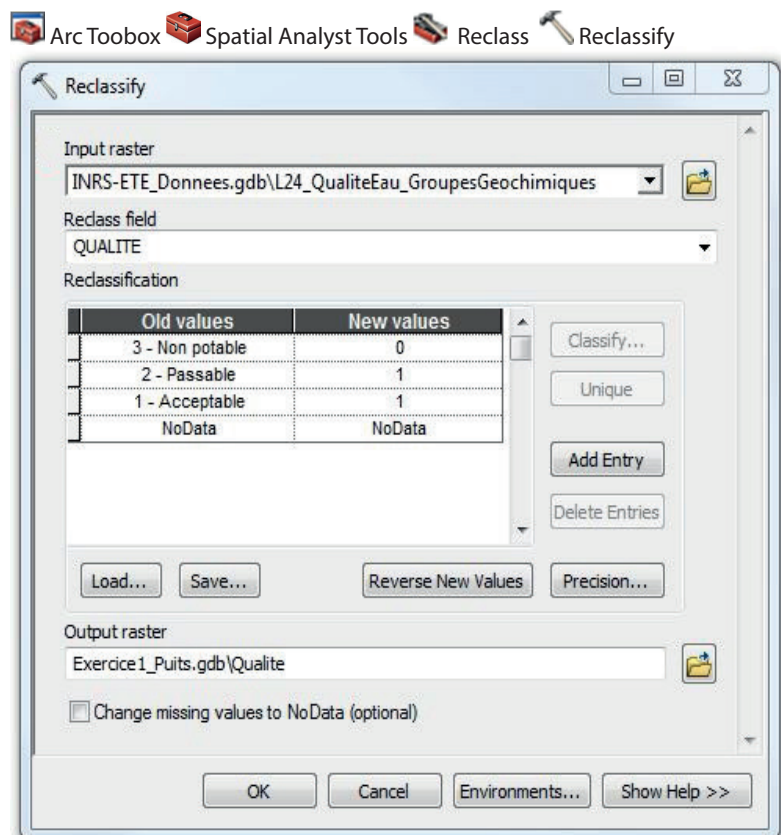 Arc Toobox Spatial Analyst Tools Reclass Reclassify
Reclassify
Input raster
INRS-ETE_Donnees.gdb\L24_QualiteEau_GroupesGeochimiques
Reclass field
QUALITE
Reclassification
Old values New values
3 - Non potable 0
2 - Passable 1
1 - Acceptable 1
NoData NoData
Classify...
Unique
Add Entry
Delete Entries
Load... Save... Reverse New Values Precision...
Output raster
Exercice1_Puits.gdb\Qualite
Change missing values to NoData (optional)
OK Cancel Environments... Show Help >>